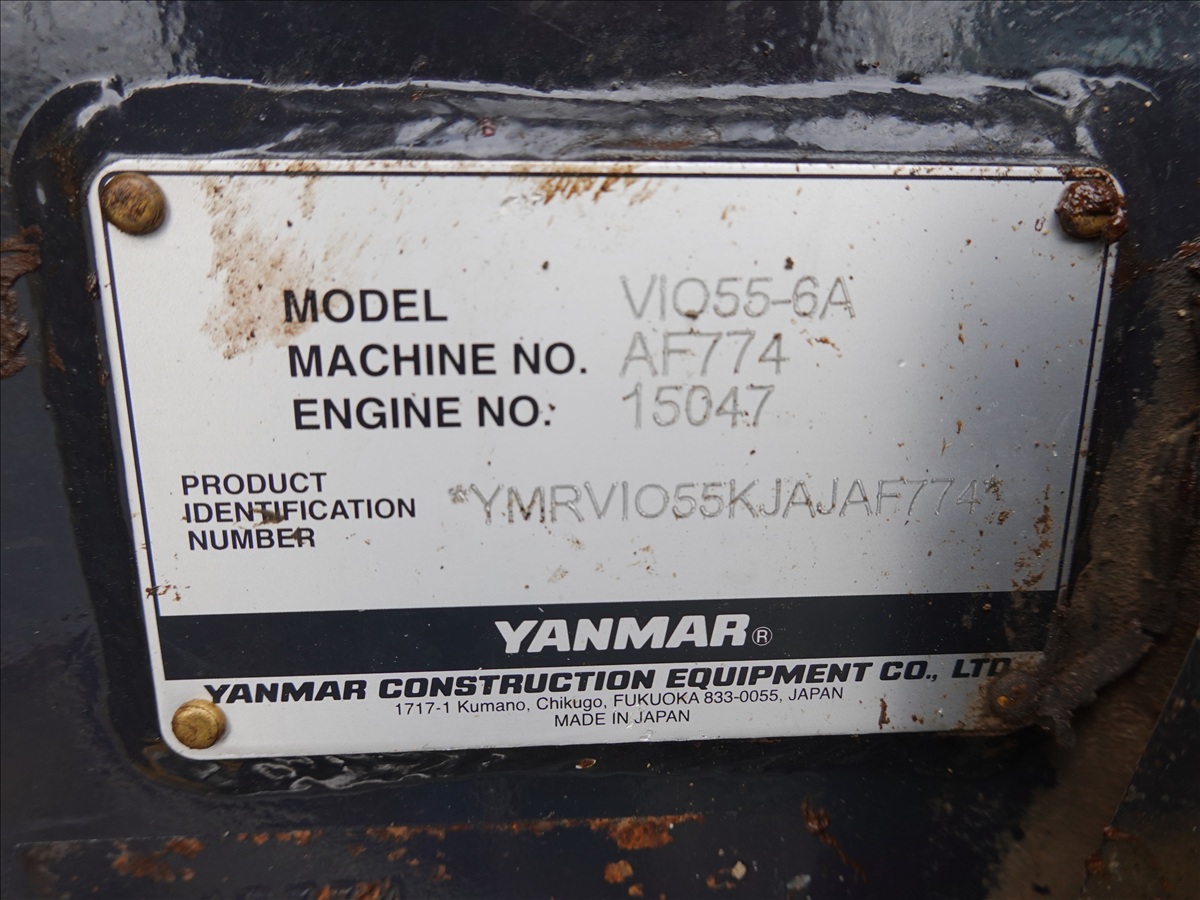 MODEL VIO55-6A
MACHINE NO. AF774
ENGINE NO. 15047
PRODUCT
IDENTIFICATION
NUMBER
*YMRVIO55KJAJAF774*
YANMAR®
YANMAR CONSTRUCTION EQUIPMENT CO., LTD
1717-1 Kumano, Chikugo, FUKUOKA 833-0055, JAPAN
MADE IN JAPAN